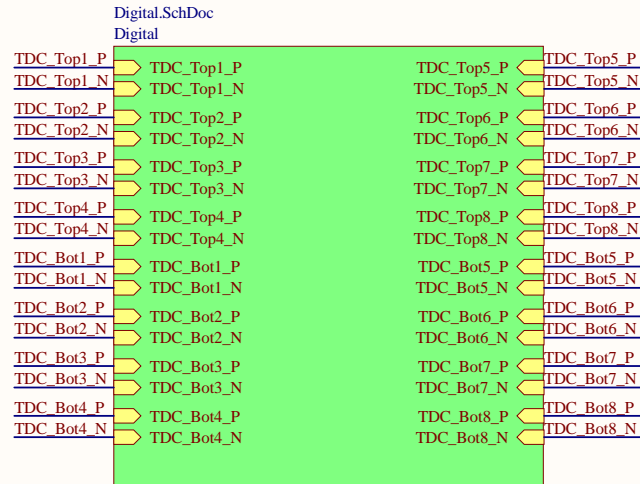 Digital.SchDoc
Digital
TDC_Top1_P TDC_Top1_P TDC_Top5_P TDC_Top5_P
TDC_Top1_N TDC_Top1_N TDC_Top5_N TDC_Top5_N
TDC_Top2_P TDC_Top2_P TDC_Top6_P TDC_Top6_P
TDC_Top2_N TDC_Top2_N TDC_Top6_N TDC_Top6_N
TDC_Top3_P TDC_Top3_P TDC_Top7_P TDC_Top7_P
TDC_Top3_N TDC_Top3_N TDC_Top7_N TDC_Top7_N
TDC_Top4_P TDC_Top4_P TDC_Top8_P TDC_Top8_P
TDC_Top4_N TDC_Top4_N TDC_Top8_N TDC_Top8_N
TDC_Bot1_P TDC_Bot1_P TDC_Bot5_P TDC_Bot5_P
TDC_Bot1_N TDC_Bot1_N TDC_Bot5_N TDC_Bot5_N
TDC_Bot2_P TDC_Bot2_P TDC_Bot6_P TDC_Bot6_P
TDC_Bot2_N TDC_Bot2_N TDC_Bot6_N TDC_Bot6_N
TDC_Bot3_P TDC_Bot3_P TDC_Bot7_P TDC_Bot7_P
TDC_Bot3_N TDC_Bot3_N TDC_Bot7_N TDC_Bot7_N
TDC_Bot4_P TDC_Bot4_P TDC_Bot8_P TDC_Bot8_P
TDC_Bot4_N TDC_Bot4_N TDC_Bot8_N TDC_Bot8_N